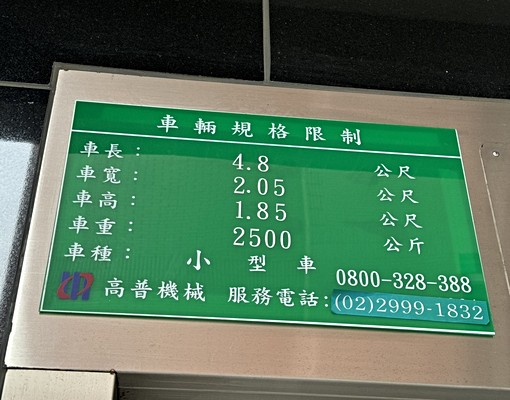 車輛規格限制
車長： 4.8 公尺
車寬： 2.05 公尺
車高： 1.85 公尺
車重： 2500 公斤
車種： 小型車
0800-328-388
高普機械 服務電話:(02)2999-1832